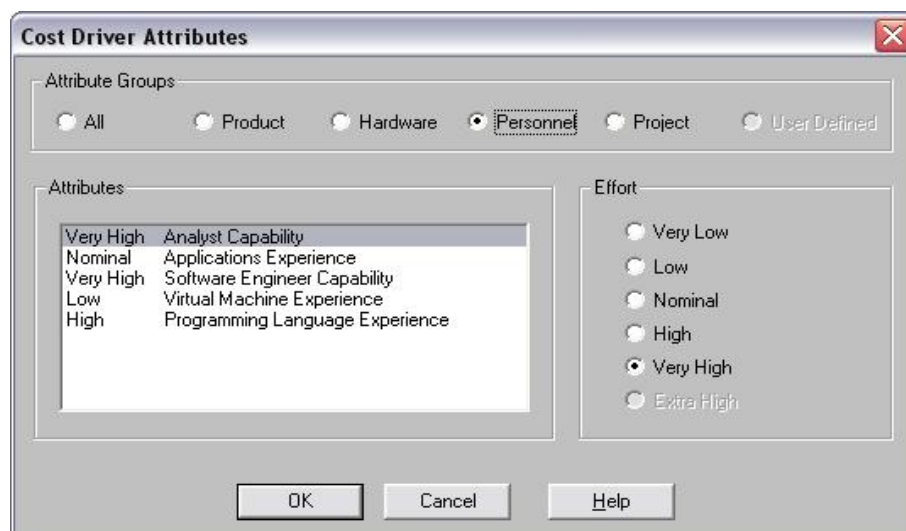 Cost Driver Attributes
Attribute Groups
All Product Hardware Personnel Project User Defined
Attributes
Very High Analyst Capability
Nominal Applications Experience
Very High Software Engineer Capability
Low Virtual Machine Experience
High Programming Language Experience
Effort
Very Low
Low
Nominal
High
Very High
Extra High
OK Cancel Help